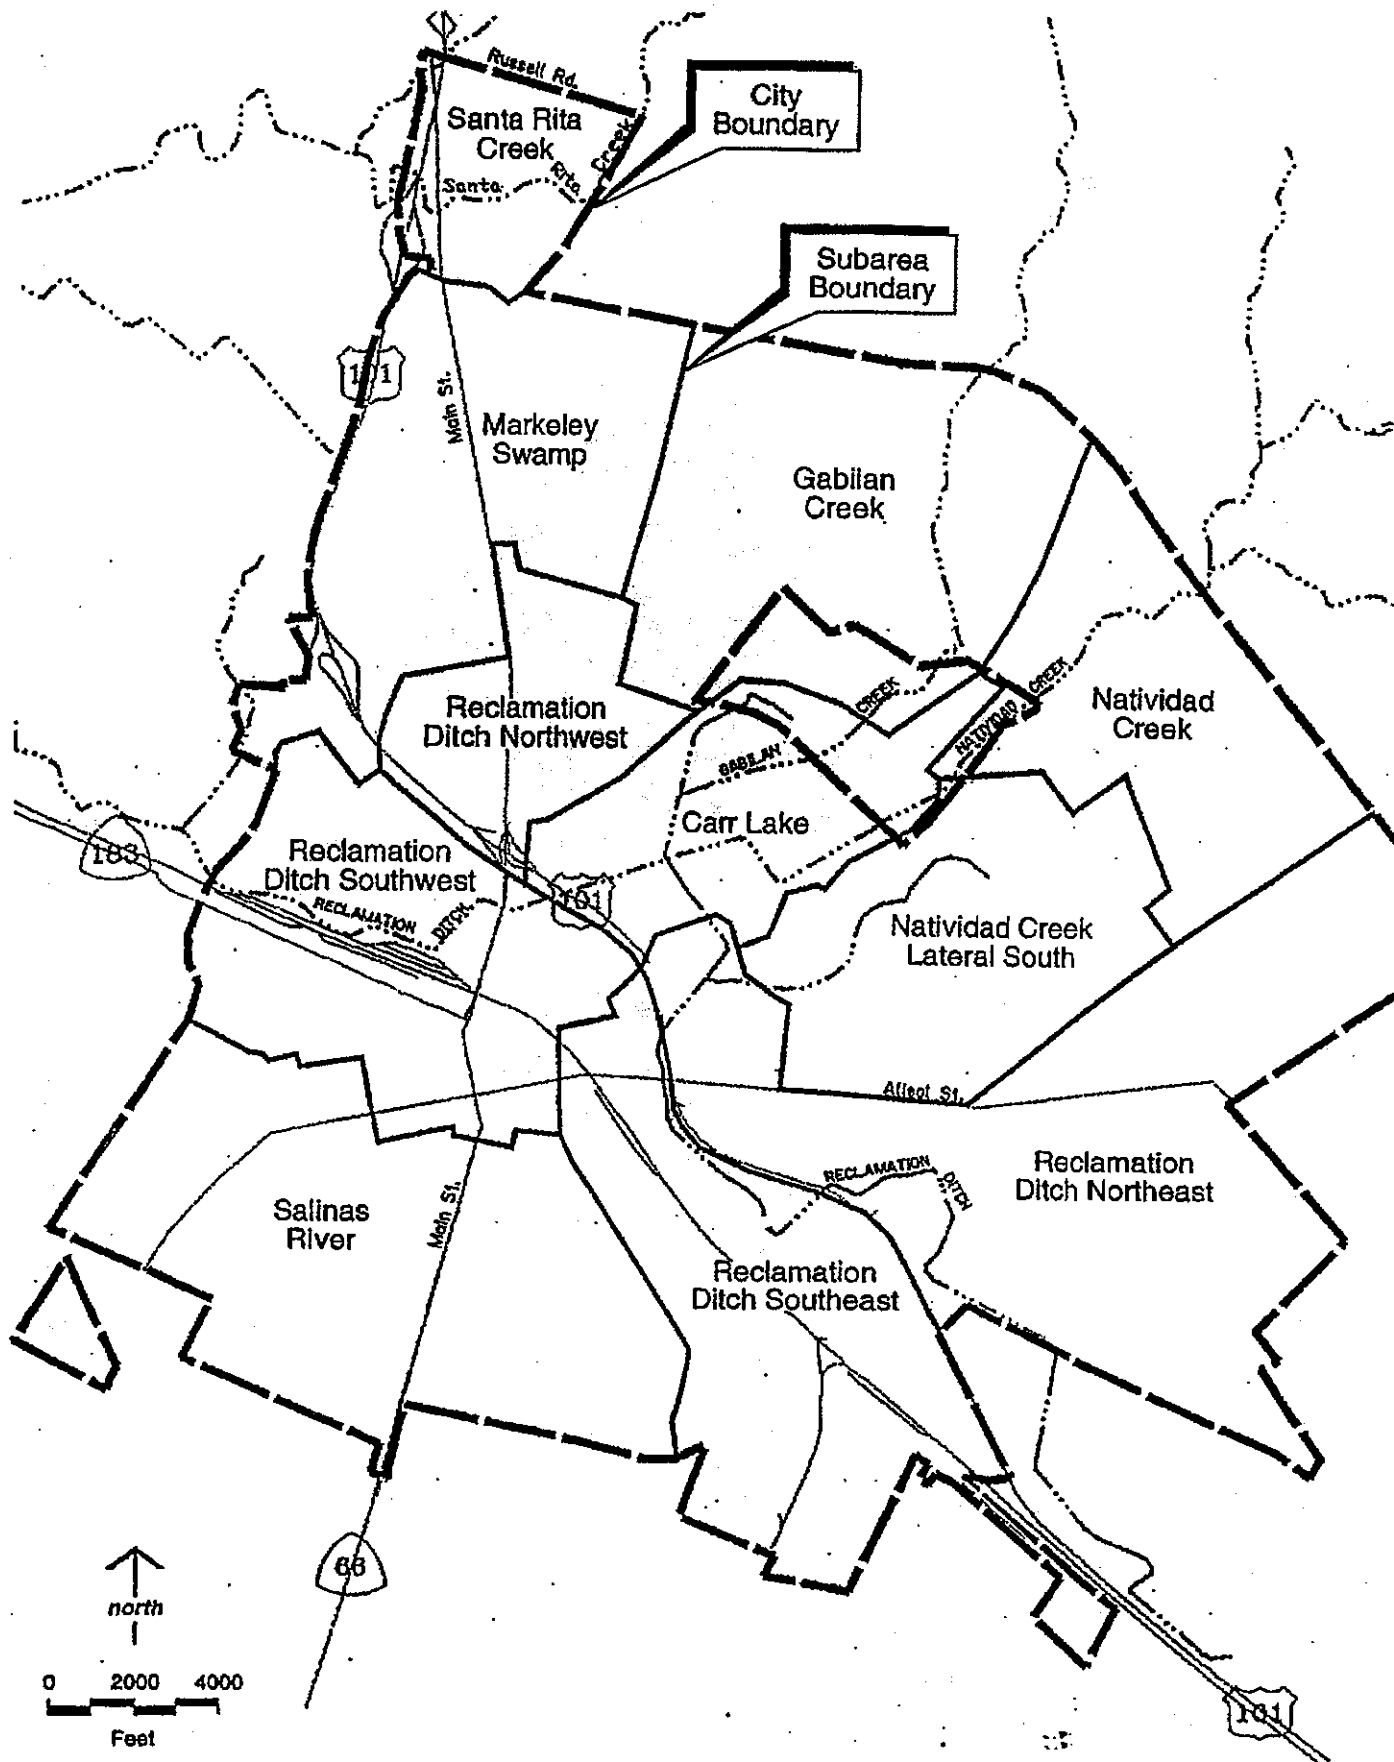 Russell Rd.
City
Boundary
Santa Rita
Creek
Santa Rita Creek
Subarea
Boundary
101
Main St.
Markeley
Swamp
Gabilan
Creek
CREEK
NATIVIDAD
Natividad
Creek
CREEK
Reclamation
Ditch Northwest
GABILAN
Carr Lake
183
Reclamation
Ditch Southwest
RECLAMATION
DITCH
101
Natividad Creek
Lateral South
Alisal St.
RECLAMATION
DITCH
Reclamation
Ditch Northeast
Salinas
River
Main St.
Reclamation
Ditch Southeast
68
north
0 2000 4000
Feet
101